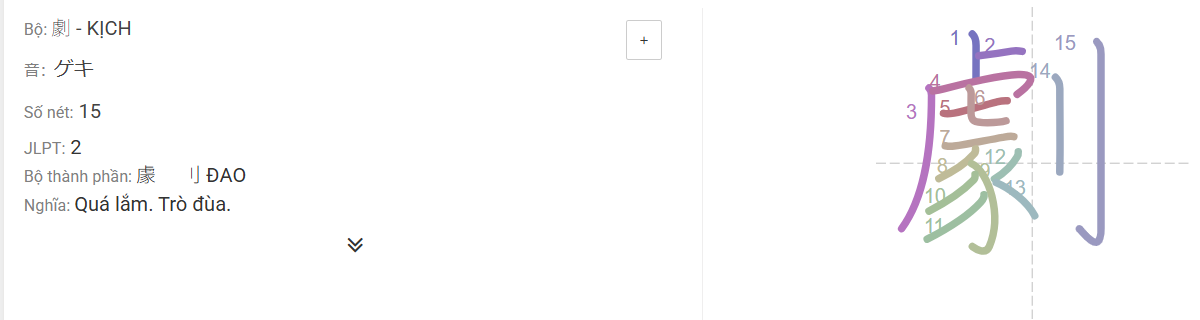 Bộ: 劇 - KỊCH
+
音: ゲキ
Số nét: 15
JLPT: 2
Bộ thành phần: 豦 刂 ĐAO
Nghĩa: Quá lắm. Trò đùa.
劇
1
2
3
4
5
6
7
8
9
10
11
12
13
14
15